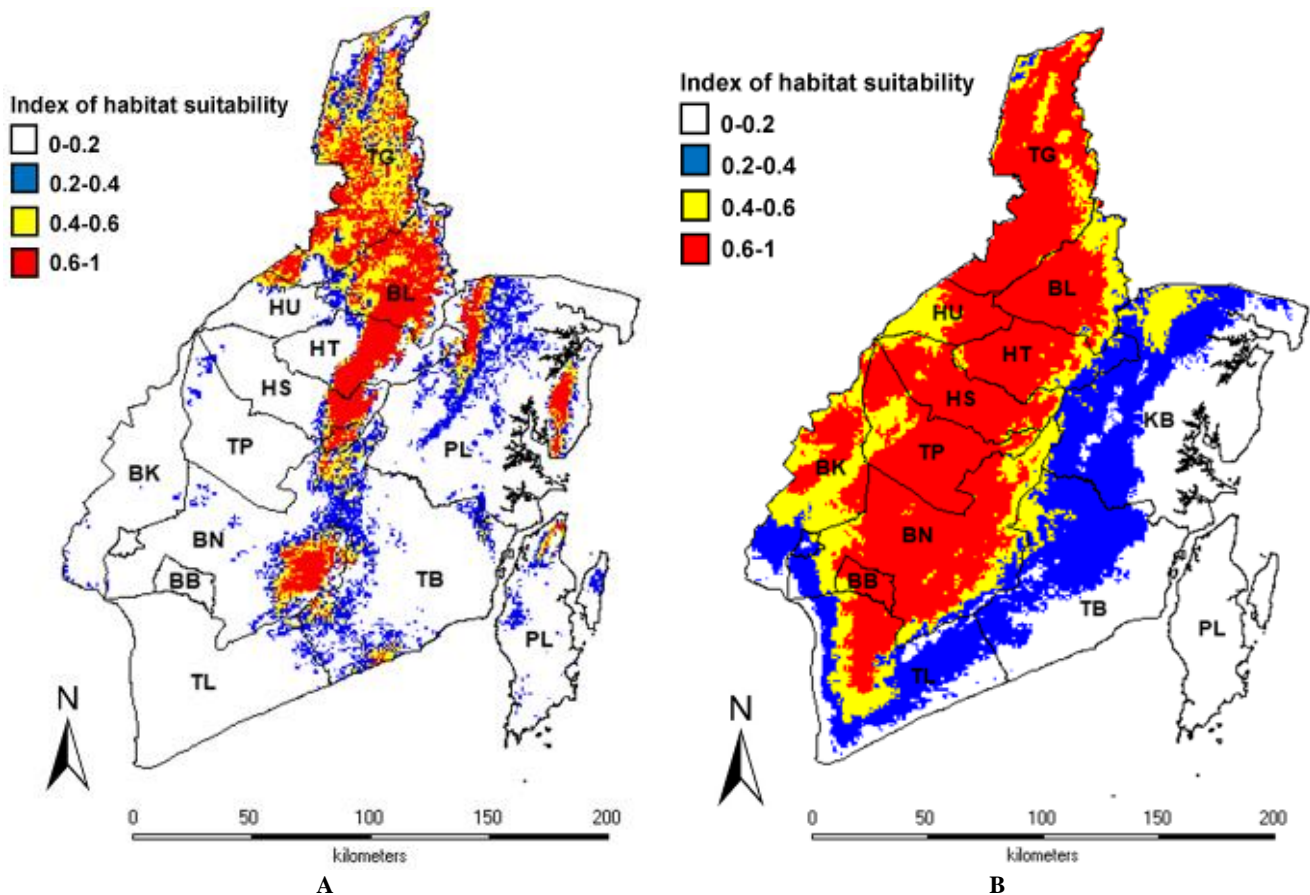 Index of habitat suitability
0-0.2
0.2-0.4
0.4-0.6
0.6-1
TG
BL
HU
HT
HS
TP
PL
BK
BN
BB
TB
PL
TL
N
0 50 100 150 200
kilometers
A
Index of habitat suitability
0-0.2
0.2-0.4
0.4-0.6
0.6-1
TG
BL
HU
HT
HS
KB
TP
BK
BN
BB
TB
PL
TL
N
0 50 100 150 200
kilometers
B